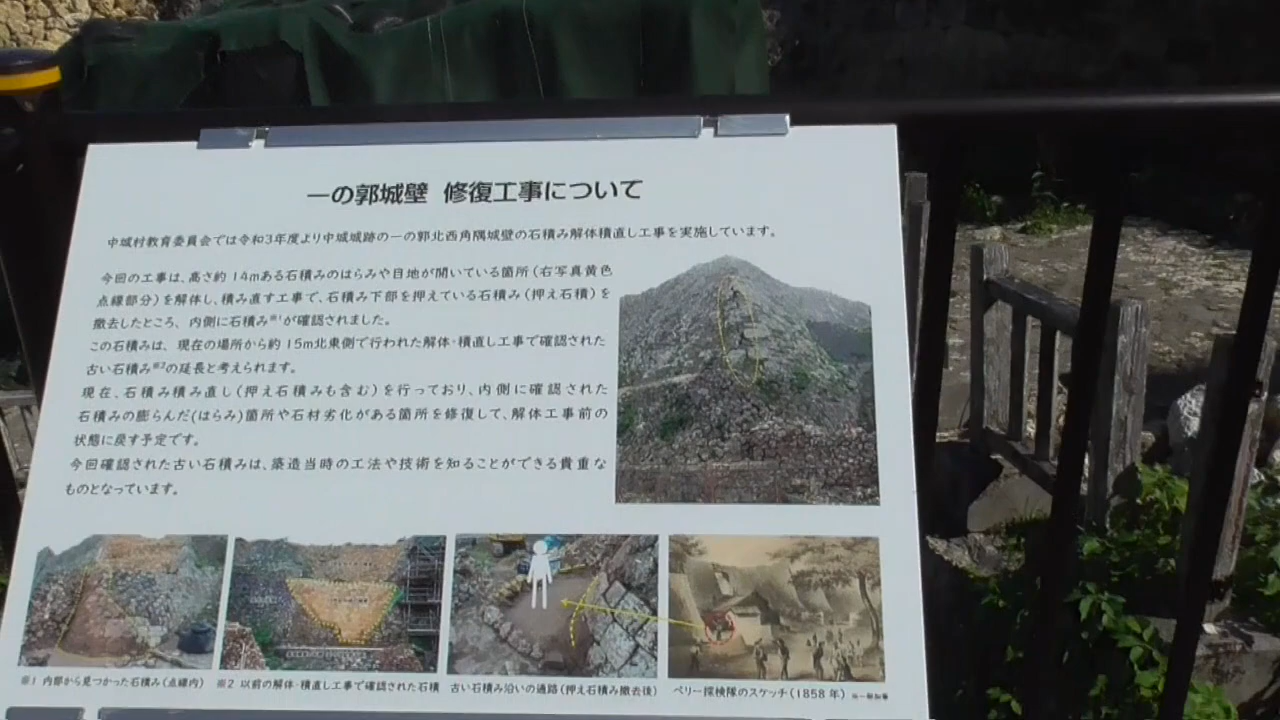 一の郭城壁 修復工事について
中城村教育委員会では令和3年度より中城城跡の一の郭北西角隅城壁の石積み解体積直し工事を実施しています。
今回の工事は、高さ約14mある石積みのはらみや目地が開いている箇所（右写真黄色
点線部分）を解体し、積み直す工事で、石積み下部を押えている石積み（押え石積）を
撤去したところ、内側に石積み※1が確認されました。
この石積みは、現在の場所から約15m北東側で行われた解体・積直し工事で確認された
古い石積み※2の延長と考えられます。
現在、石積み積み直し（押え石積みも含む）を行っており、内側に確認された
石積みの膨らんだ(はらみ)箇所や石材劣化がある箇所を修復して、解体工事前の
状態に戻す予定です。
今回確認された古い石積みは、築造当時の工法や技術を知ることができる貴重な
ものとなっています。
※1 内部から見つかった石積み（点線内）
※2 以前の解体・積直し工事で確認された石積
古い石積み沿いの通路（押え石積み撤去後）
ペリー探検隊のスケッチ（1858年）